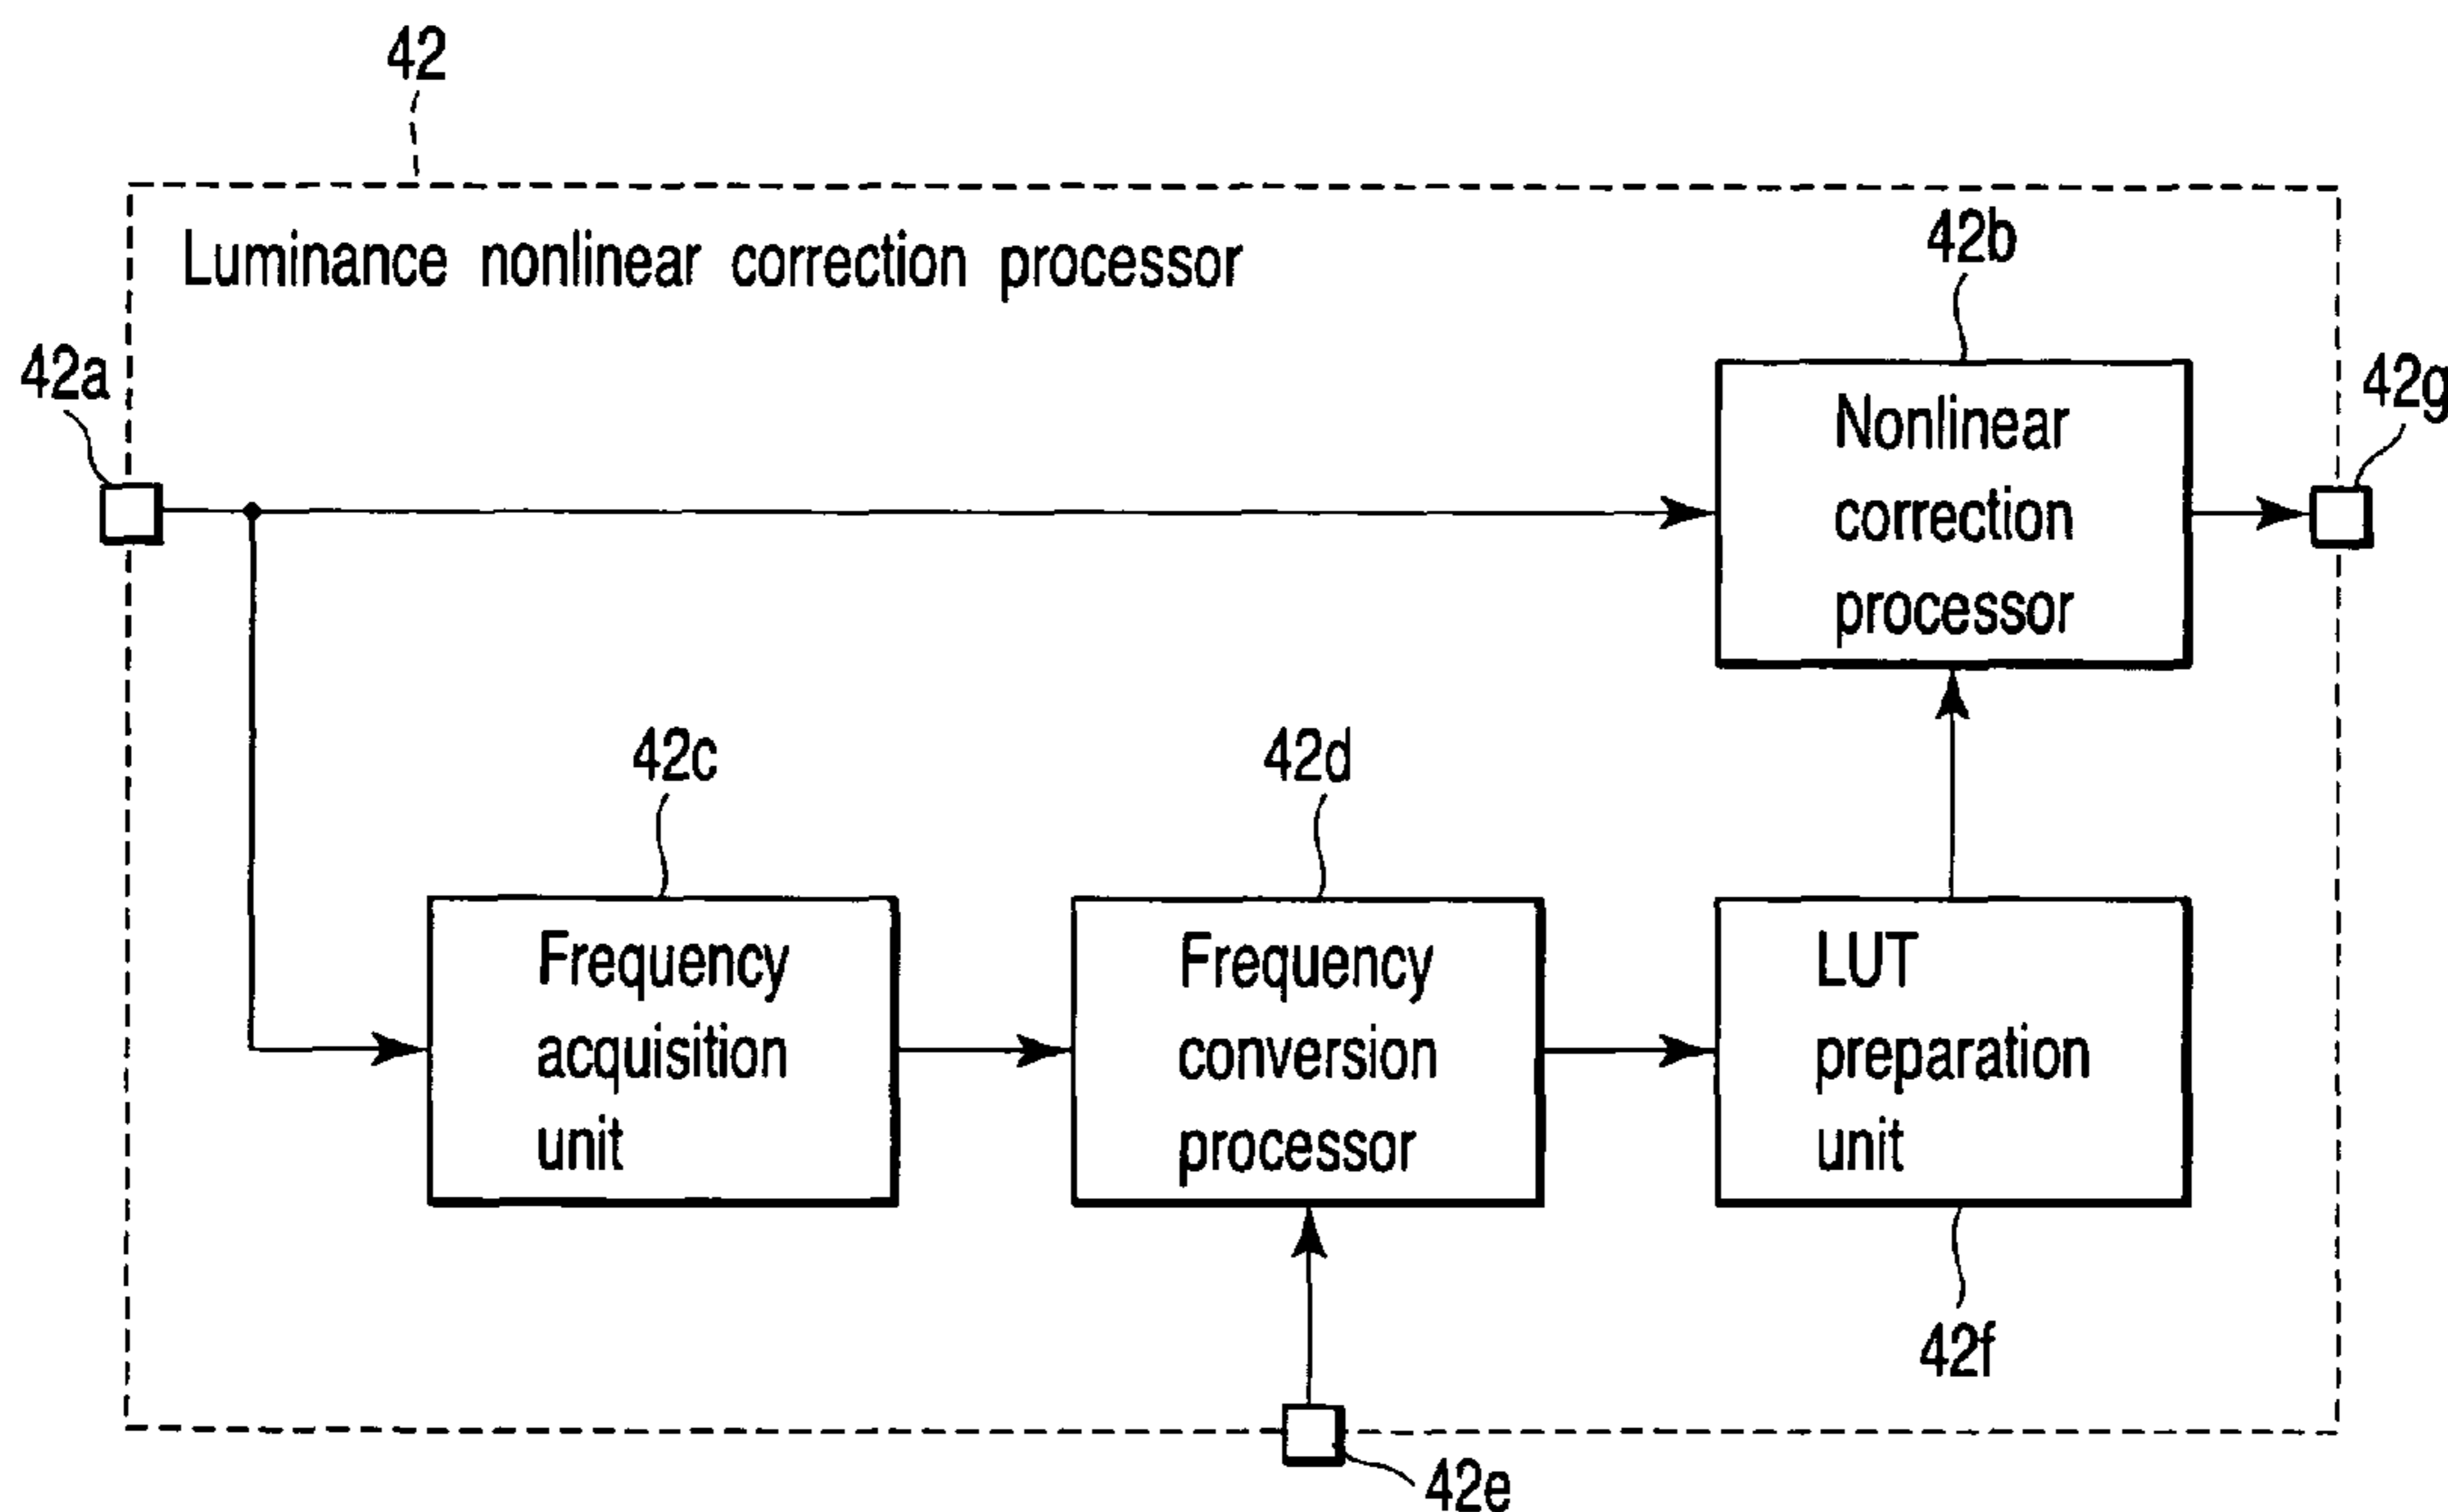 42
Luminance nonlinear correction processor
42b
42a
42g
Nonlinear
correction
processor
42c
42d
Frequency
acquisition
unit
Frequency
conversion
processor
LUT
preparation
unit
42f
42e